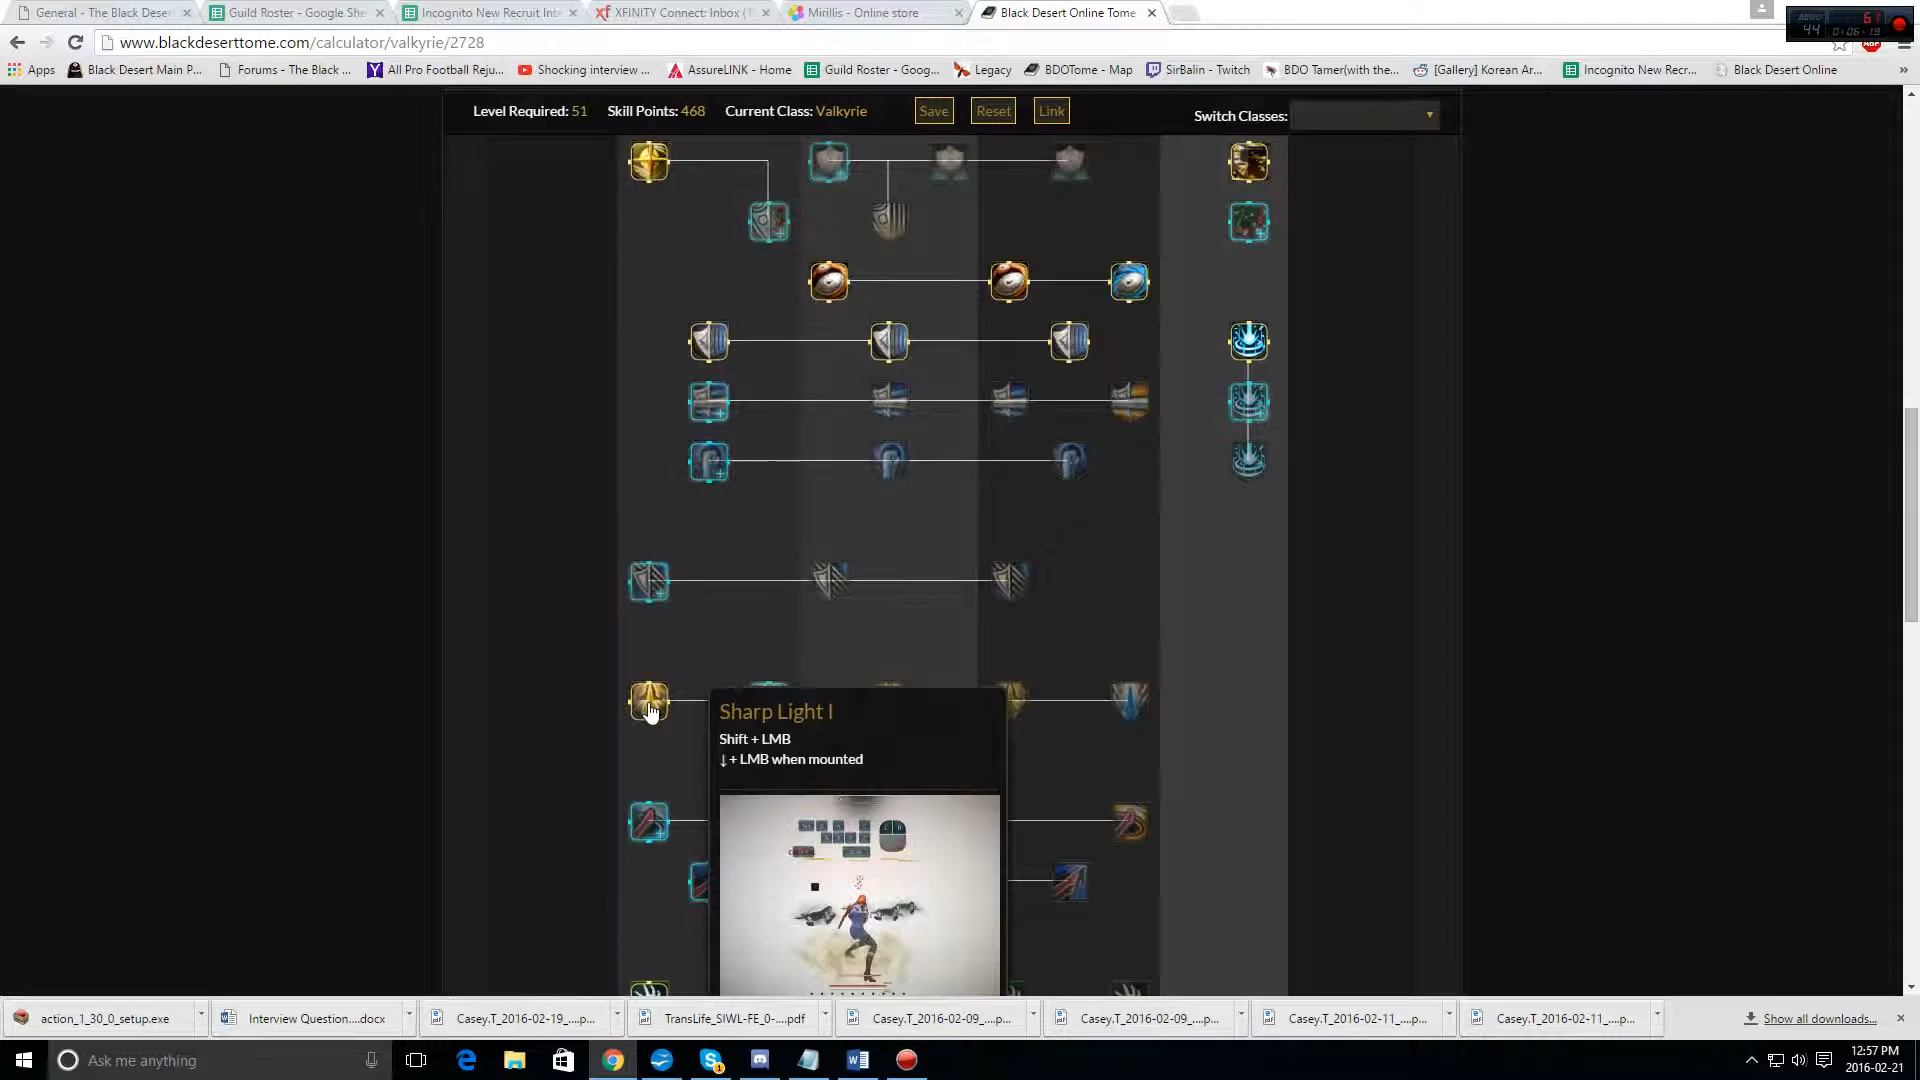 General - The Black Deser
Guild Roster - Google She
Incognito New Recruit Int
XFINITY Connect: Inbox (
Mirillis - Online store
Black Desert Online Tome
44
61
0:06:19
www.blackdeserttome.com/calculator/valkyrie/2728
ABP
Apps
Black Desert Main P...
Forums - The Black ...
All Pro Football Reju...
Shocking interview ...
AssureLINK - Home
Guild Roster - Goog...
Legacy
BDOTome - Map
SirBalin - Twitch
BDO Tamer(with the...
[Gallery] Korean Ar...
Incognito New Recr...
Black Desert Online
»
Level Required: 51
Skill Points: 468
Current Class: Valkyrie
Save
Reset
Link
Switch Classes:
Sharp Light I
Shift + LMB
↓ + LMB when mounted
action_1_30_0_setup.exe
Interview Question....docx
Casey.T_2016-02-19_....p...
TransLife_SIWL-FE_0-....pdf
Casey.T_2016-02-09_....p...
Casey.T_2016-02-09_....p...
Casey.T_2016-02-11_....p...
Casey.T_2016-02-11_....p...
Show all downloads...
Ask me anything
12:57 PM
2016-02-21